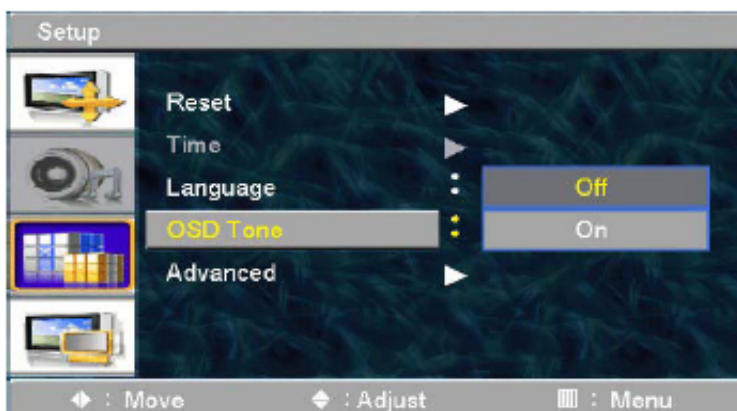 Setup
Reset ▶
Time ▶
Language : Off
OSD Tone : On
Advanced ▶
: Move : Adjust : Menu